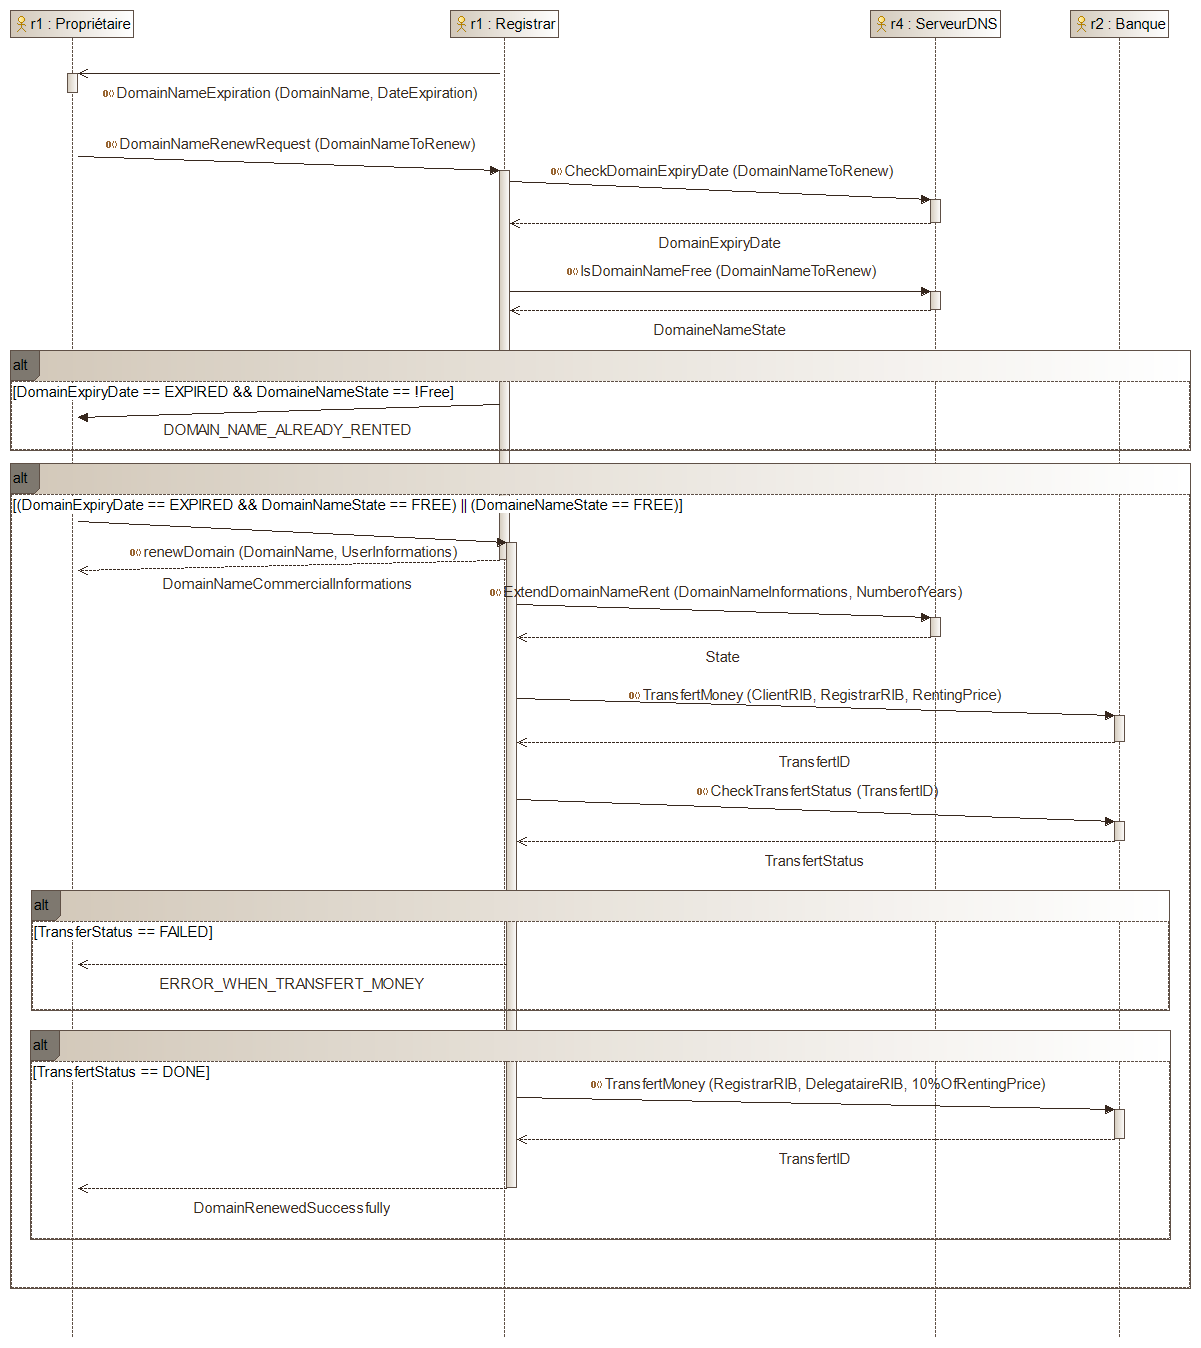 r1 : Propriétaire
r1 : Registrar
r4 : ServeurDNS
r2 : Banque
DomainNameExpiration (DomainName, DateExpiration)
DomainNameRenewRequest (DomainNameToRenew)
CheckDomainExpiryDate (DomainNameToRenew)
DomainExpiryDate
IsDomainNameFree (DomainNameToRenew)
DomaineNameState
alt
[DomainExpiryDate == EXPIRED && DomaineNameState == !Free]
DOMAIN_NAME_ALREADY_RENTED
alt
[(DomainExpiryDate == EXPIRED && DomainNameState == FREE) || (DomaineNameState == FREE)]
renewDomain (DomainName, UserInformations)
DomainNameCommercialInformations
ExtendDomainNameRent (DomainNameInformations, NumberofYears)
State
TransfertMoney (ClientRIB, RegistrarRIB, RentingPrice)
TransfertID
CheckTransfertStatus (TransfertID)
TransfertStatus
alt
[TransferStatus == FAILED]
ERROR_WHEN_TRANSFERT_MONEY
alt
[TransfertStatus == DONE]
TransfertMoney (RegistrarRIB, DelegataireRIB, 10%OfRentingPrice)
TransfertID
DomainRenewedSuccessfully